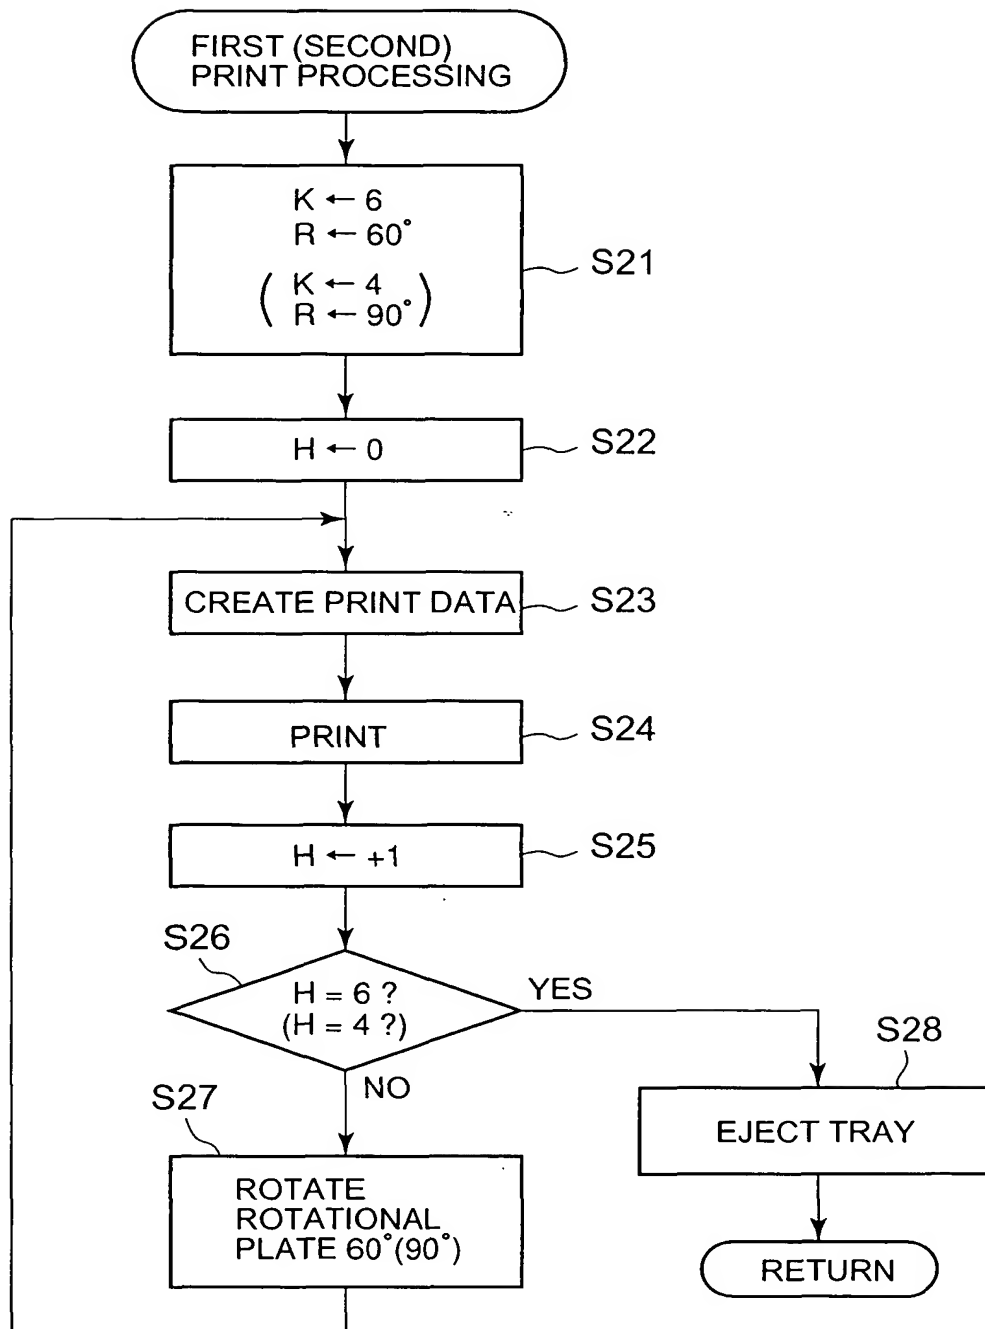 FIRST (SECOND)
PRINT PROCESSING
K ← 6
R ← 60°
( K ← 4
R ← 90° )
S21
H ← 0
S22
CREATE PRINT DATA
S23
PRINT
S24
H ← +1
S25
S26
H = 6 ?
(H = 4 ?)
YES
NO
S27
ROTATE
ROTATIONAL
PLATE 60°(90°)
S28
EJECT TRAY
RETURN